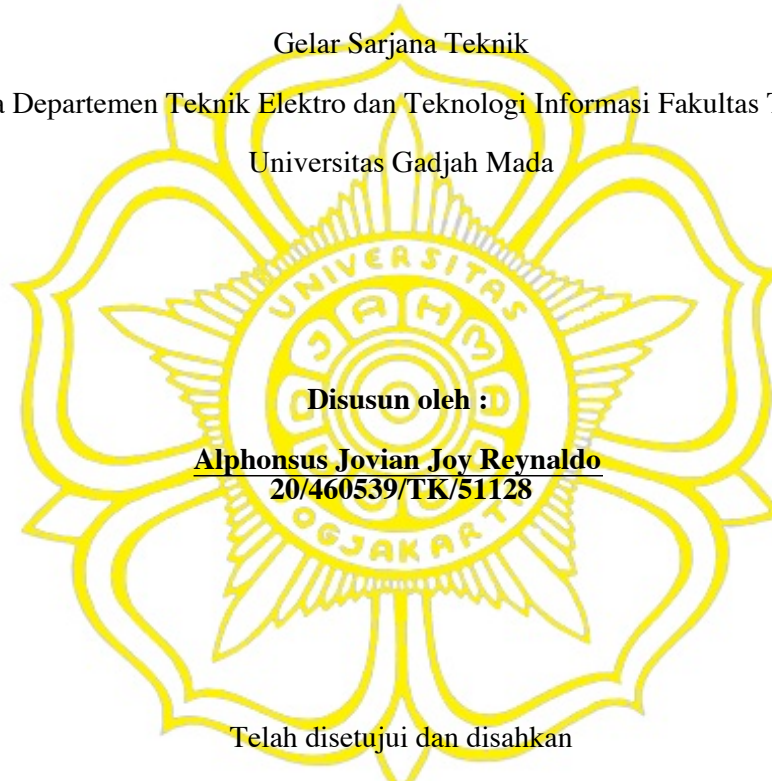 Gelar Sarjana Teknik
Departemen Teknik Elektro dan Teknologi Informasi Fakultas
Universitas Gadjah Mada
UNIVERSITAS
Disusun oleh :
Alphonsus Jovian Joy Reynaldo
20/460539/TK/51128
Telah disetujui dan disahkan